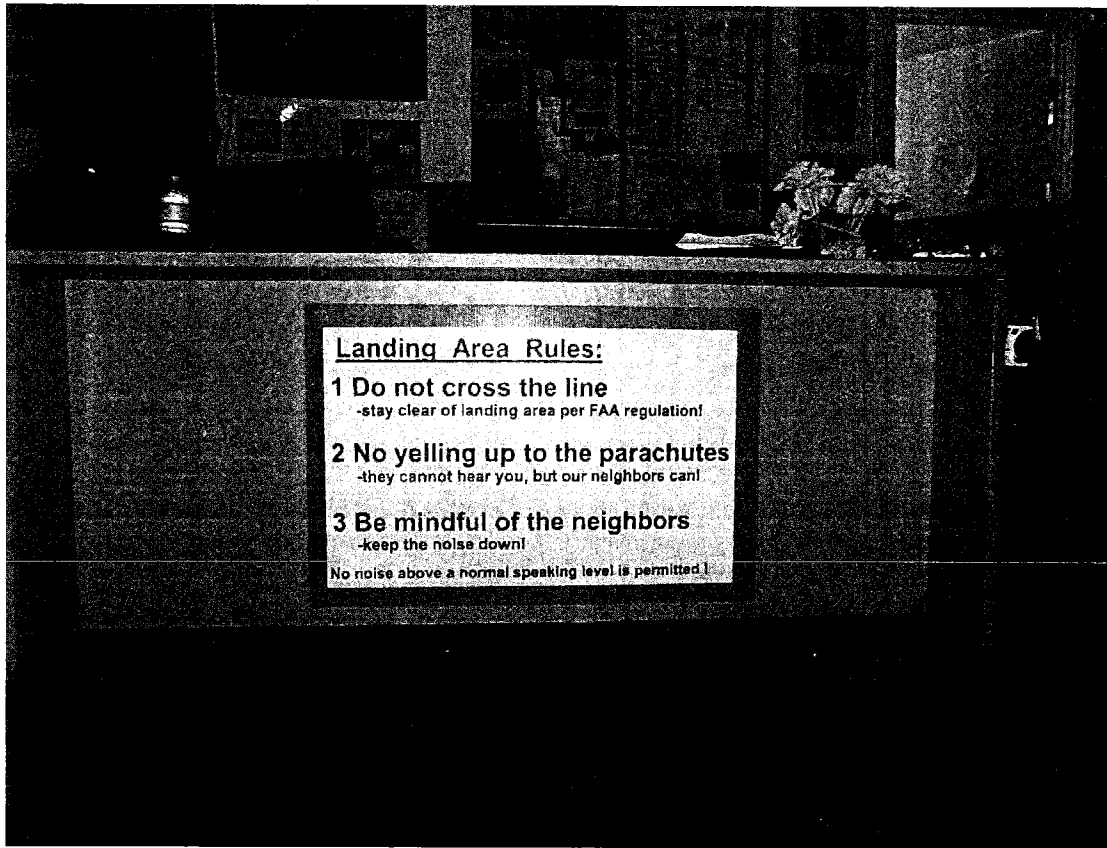 Landing Area Rules:
1 Do not cross the line
-stay clear of landing area per FAA regulation!
2 No yelling up to the parachutes
-they cannot hear you, but our neighbors can!
3 Be mindful of the neighbors
-keep the noise down!
No noise above a normal speaking level is permitted !